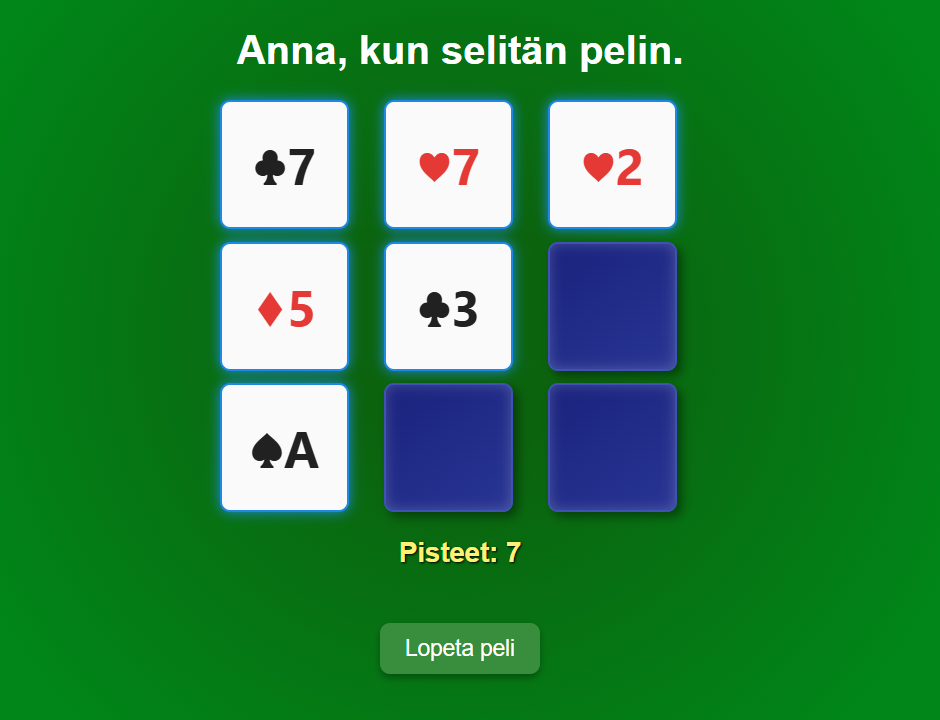 Anna, kun selitän pelin.
♣7 ♥7 ♥2
♦5 ♣3
♠A
Pisteet: 7
Lopeta peli